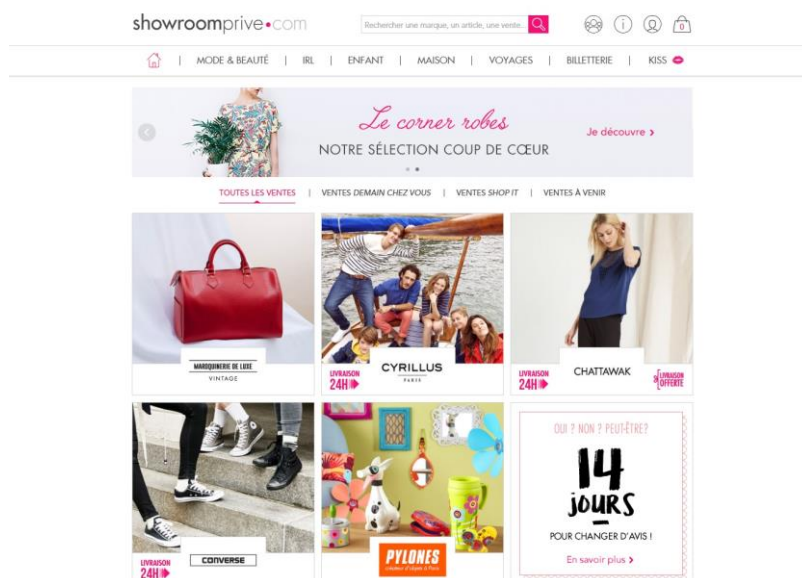 showroomprive•com
Rechercher une marque, un article, une vente...
0
MODE & BEAUTÉ | IRL | ENFANT | MAISON | VOYAGES | BILLETTERIE | KISS
Le corner robes
NOTRE SÉLECTION COUP DE CŒUR
Je découvre >
TOUTES LES VENTES | VENTES DEMAIN CHEZ VOUS | VENTES SHOP IT | VENTES À VENIR
MAROQUINERIE DE LUXE
VINTAGE
LIVRAISON
24H
CYRILLUS
PARIS
LIVRAISON
24H
CHATTAWAK
LIVRAISON
OFFERTE
LIVRAISON
24H
CONVERSE
PYLONES
OUI ? NON ? PEUT-ÊTRE?
14
JOURS
POUR CHANGER D'AVIS !
En savoir plus >